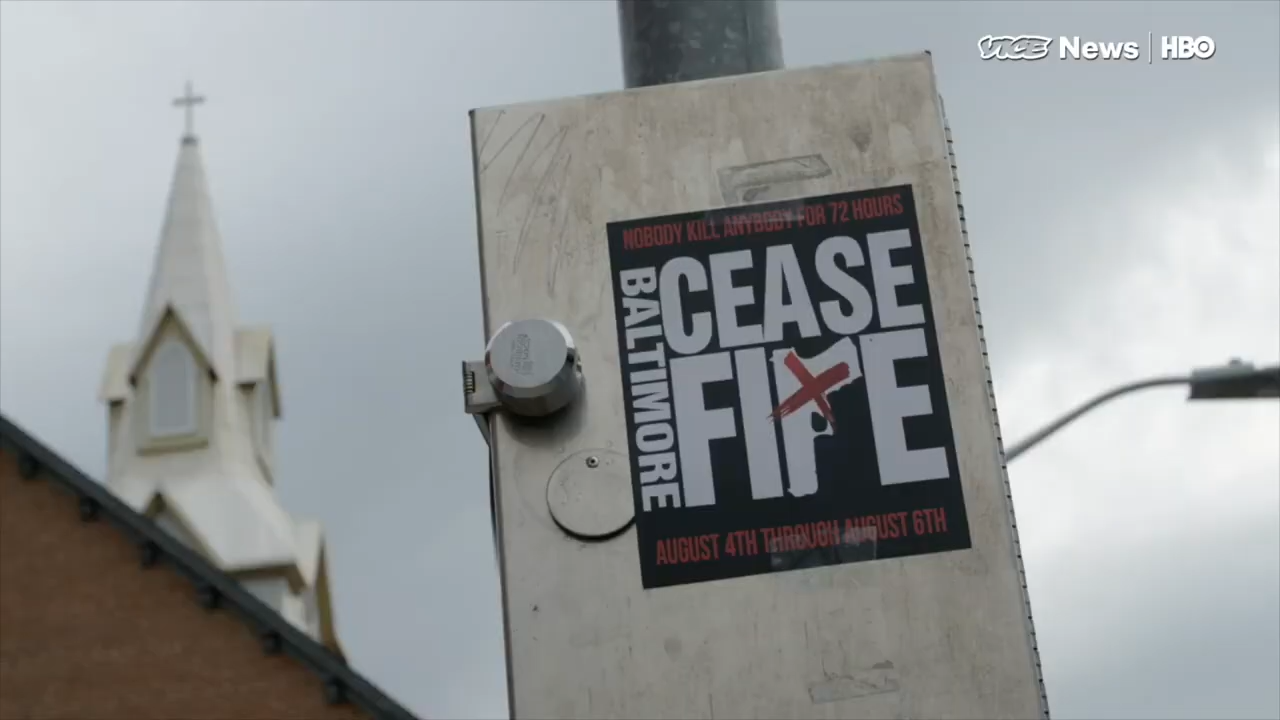 VICE News | HBO
NOBODY KILL ANYBODY FOR 72 HOURS
BALTIMORE
CEASE
FIRE
AUGUST 4TH THROUGH AUGUST 6TH